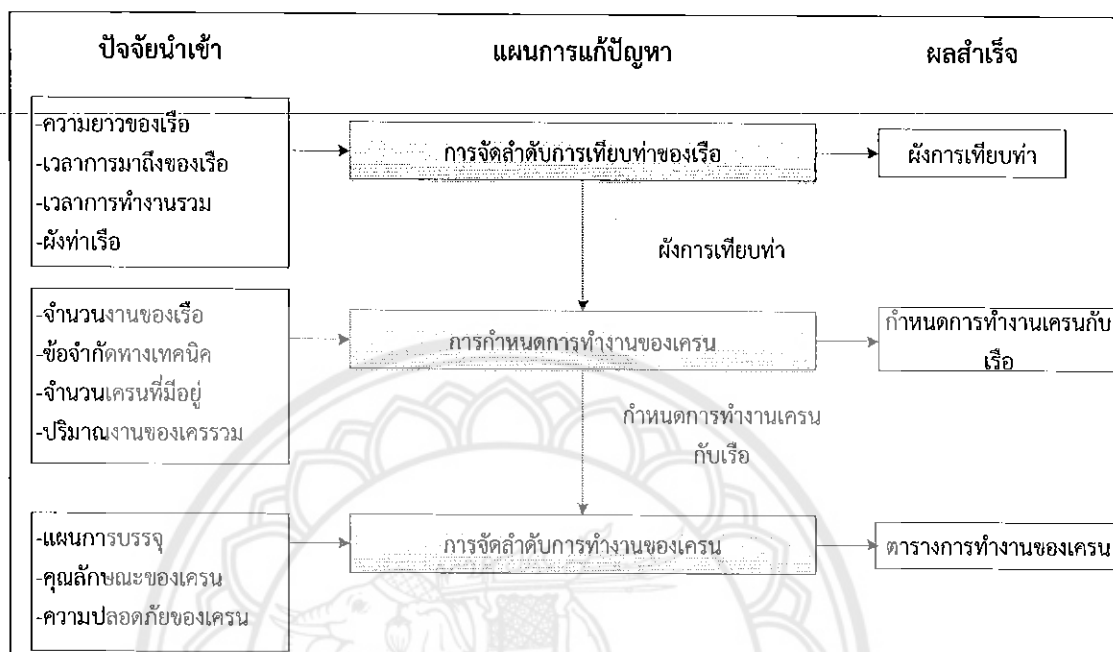 ปัจจัยนำเข้า
แผนการแก้ปัญหา
ผลสำเร็จ
-ความยาวของเรือ
-เวลาการมาถึงของเรือ
-เวลาการทำงานรวม
-ผังท่าเรือ
การจัดลำดับการเทียบท่าของเรือ
ผังการเทียบท่า
ผังการเทียบท่า
-จำนวนงานของเรือ
-ข้อจำกัดทางเทคนิค
-จำนวนเครนที่มีอยู่
-ปริมาณงานของเครรวม
การกำหนดการทำงานของเครน
กำหนดการทำงานเครนกับ
เรือ
กำหนดการทำงานเครน
กับเรือ
-แผนการบรรจุ
-คุณลักษณะของเครน
-ความปลอดภัยของเครน
การจัดลำดับการทำงานของเครน
ตารางการทำงานของเครน